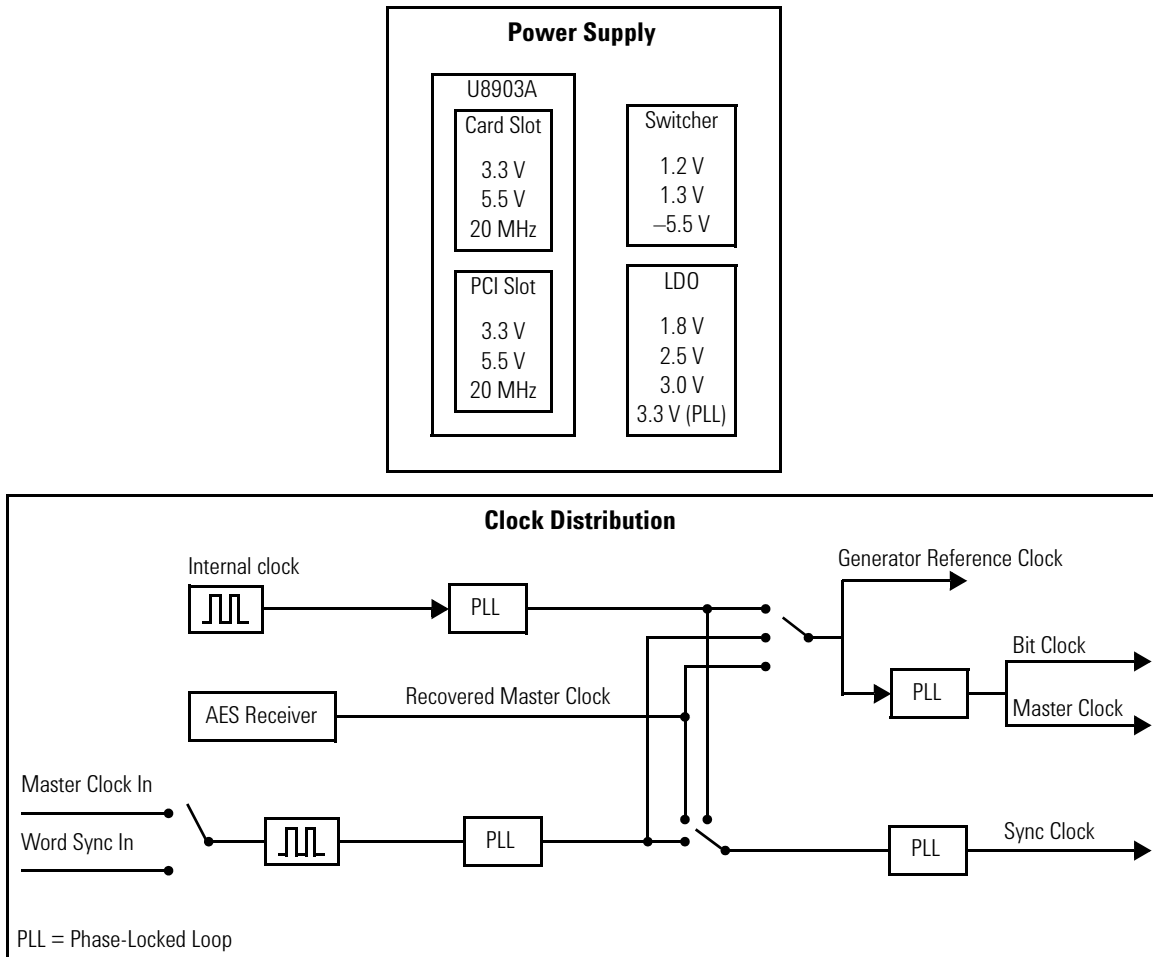 Power Supply
U8903A
Card Slot
3.3 V
5.5 V
20 MHz
PCI Slot
3.3 V
5.5 V
20 MHz
Switcher
1.2 V
1.3 V
–5.5 V
LDO
1.8 V
2.5 V
3.0 V
3.3 V (PLL)
Clock Distribution
Internal clock
PLL
Generator Reference Clock
Bit Clock
PLL
Master Clock
AES Receiver
Recovered Master Clock
Master Clock In
Word Sync In
PLL
PLL
Sync Clock
PLL = Phase-Locked Loop